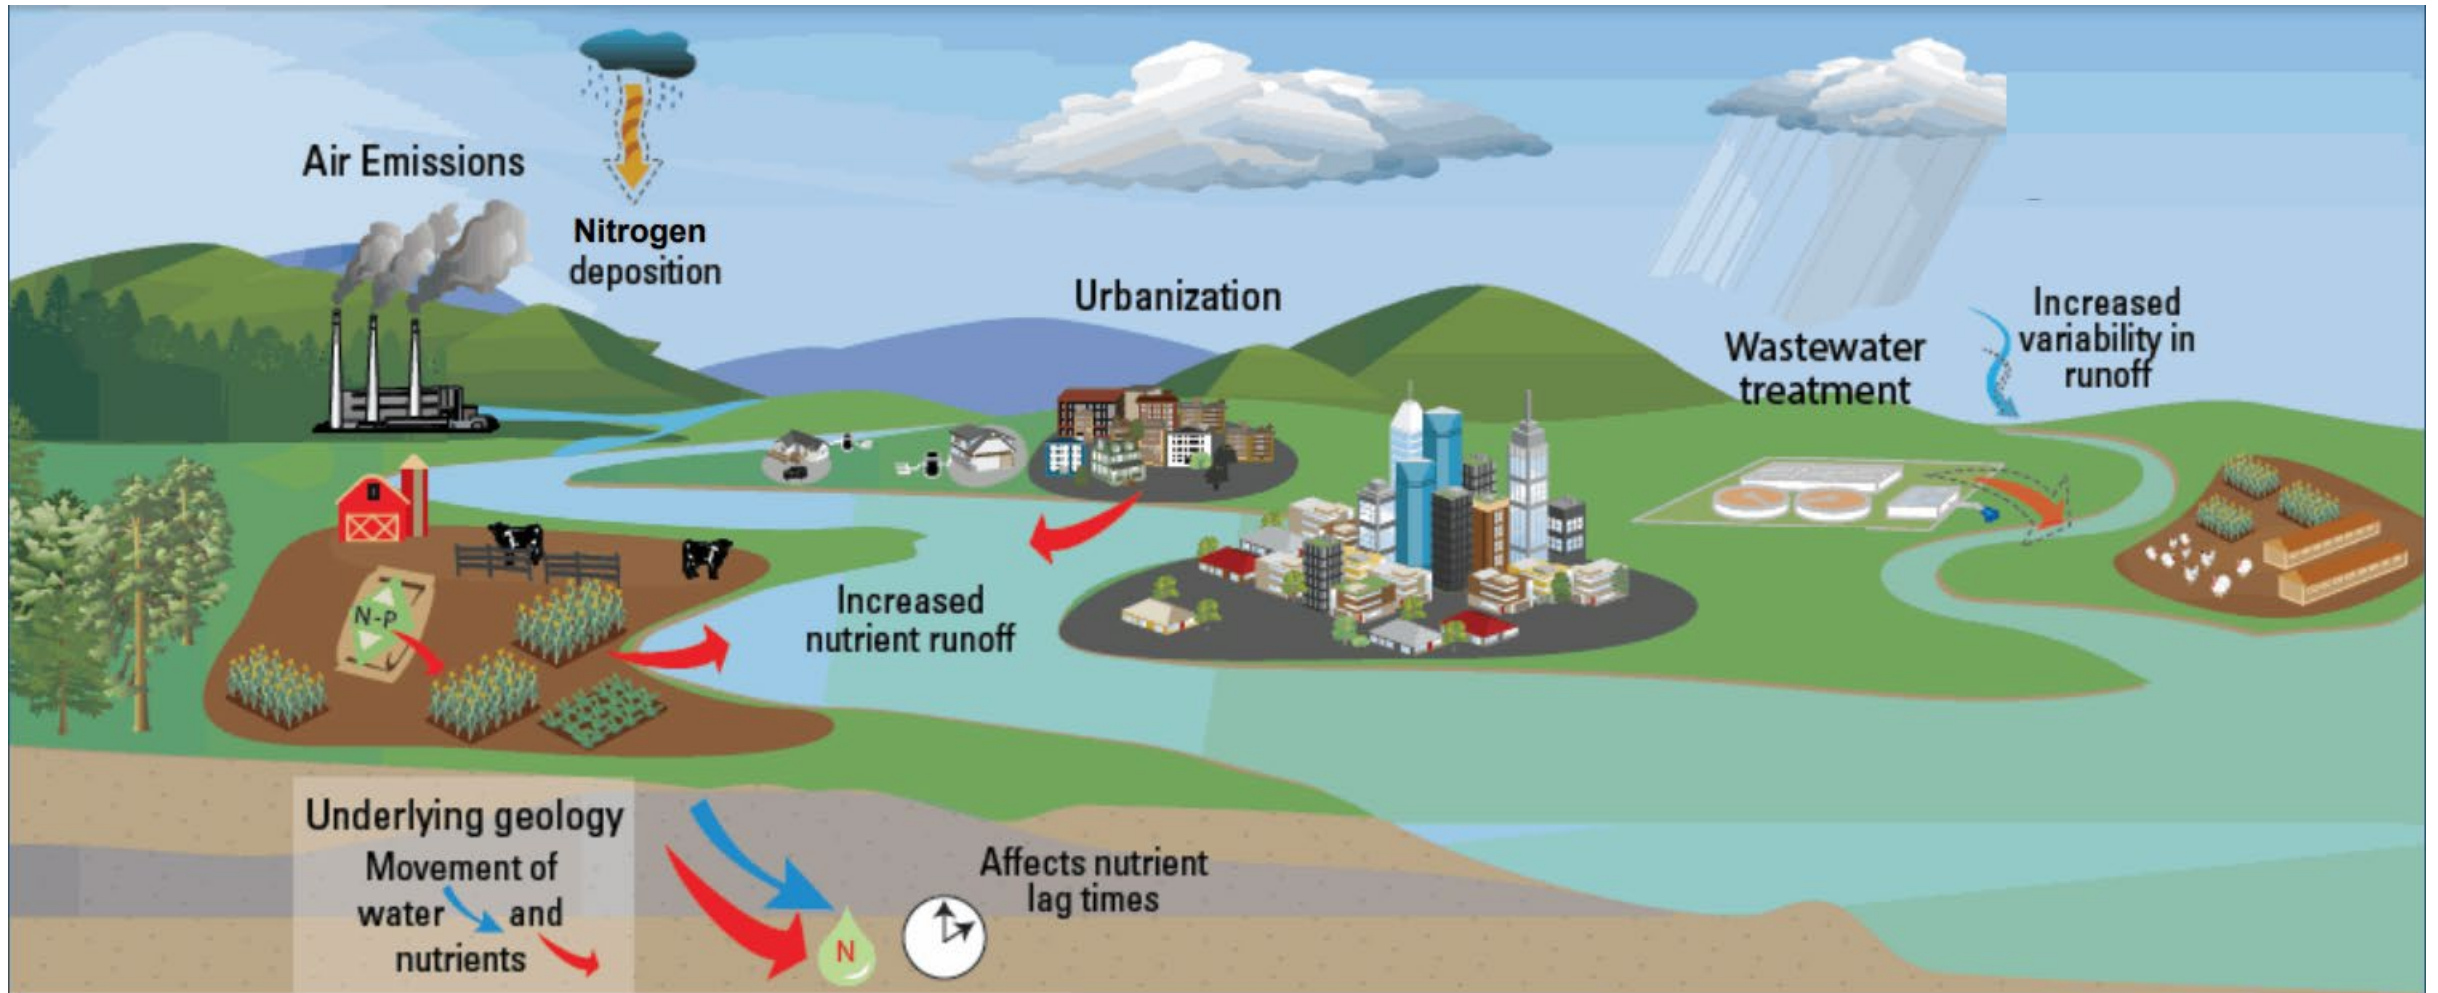 Air Emissions
Nitrogen
deposition
Urbanization
Wastewater
treatment
Increased
variability in
runoff
N-P
Increased
nutrient runoff
Underlying geology
Movement of
water and
nutrients
N
Affects nutrient
lag times